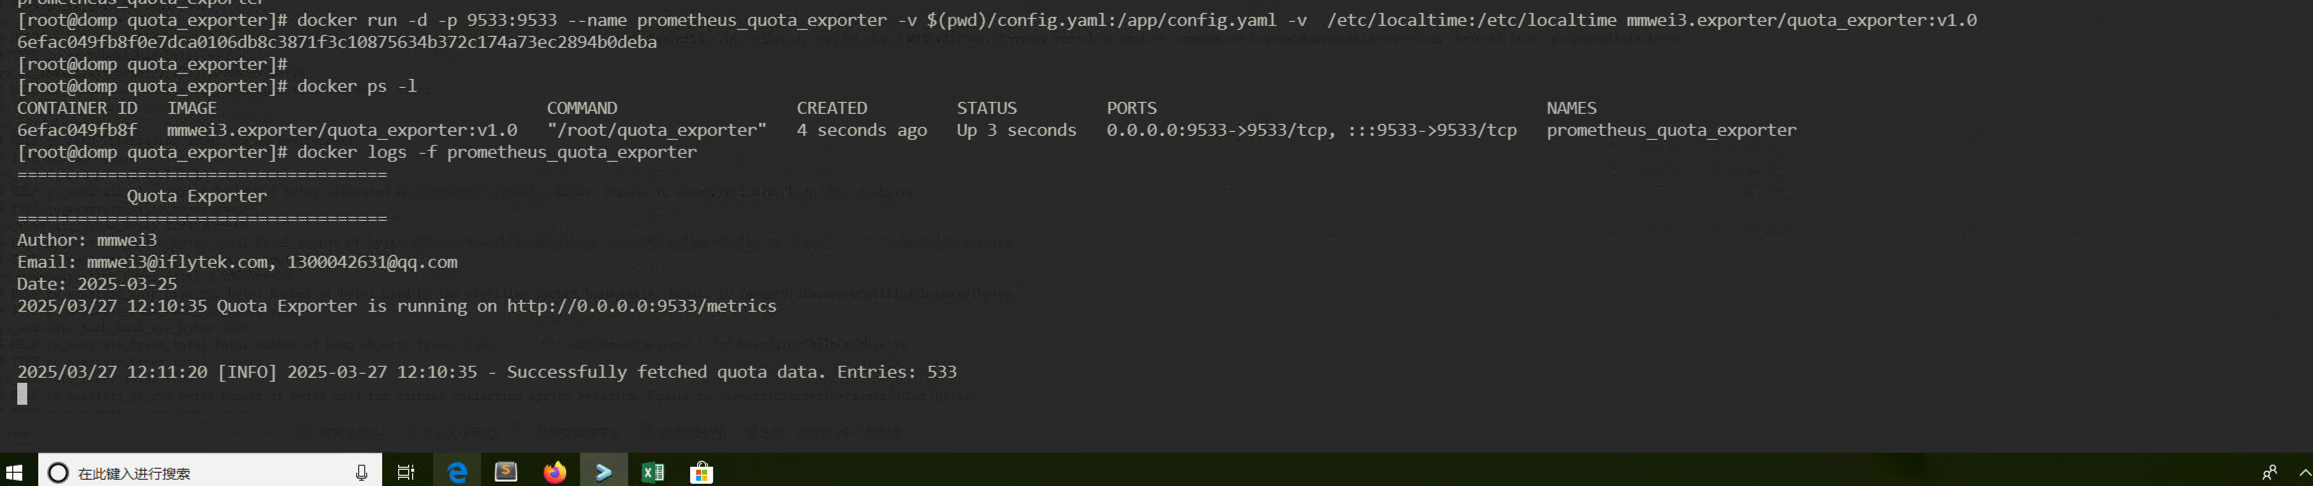 prometheus_quota_exporter
[root@domp quota_exporter]# docker run -d -p 9533:9533 --name prometheus_quota_exporter -v $(pwd)/config.yaml:/app/config.yaml -v  /etc/localtime:/etc/localtime mmwei3.exporter/quota_exporter:v1.0
6efac049fb8f0e7dca0106db8c3871f3c10875634b372c174a73ec2894b0deba
[root@domp quota_exporter]#
[root@domp quota_exporter]# docker ps -l
CONTAINER ID   IMAGE                                 COMMAND                  CREATED         STATUS         PORTS                                       NAMES
6efac049fb8f   mmwei3.exporter/quota_exporter:v1.0   "/root/quota_exporter"   4 seconds ago   Up 3 seconds   0.0.0.0:9533->9533/tcp, :::9533->9533/tcp   prometheus_quota_exporter
[root@domp quota_exporter]# docker logs -f prometheus_quota_exporter
=====================================
           Quota Exporter
=====================================
Author: mmwei3
Email: mmwei3@iflytek.com, 1300042631@qq.com
Date: 2025-03-25
2025/03/27 12:10:35 Quota Exporter is running on http://0.0.0.0:9533/metrics
2025/03/27 12:11:20 [INFO] 2025-03-27 12:10:35 - Successfully fetched quota data. Entries: 533
在此键入进行搜索